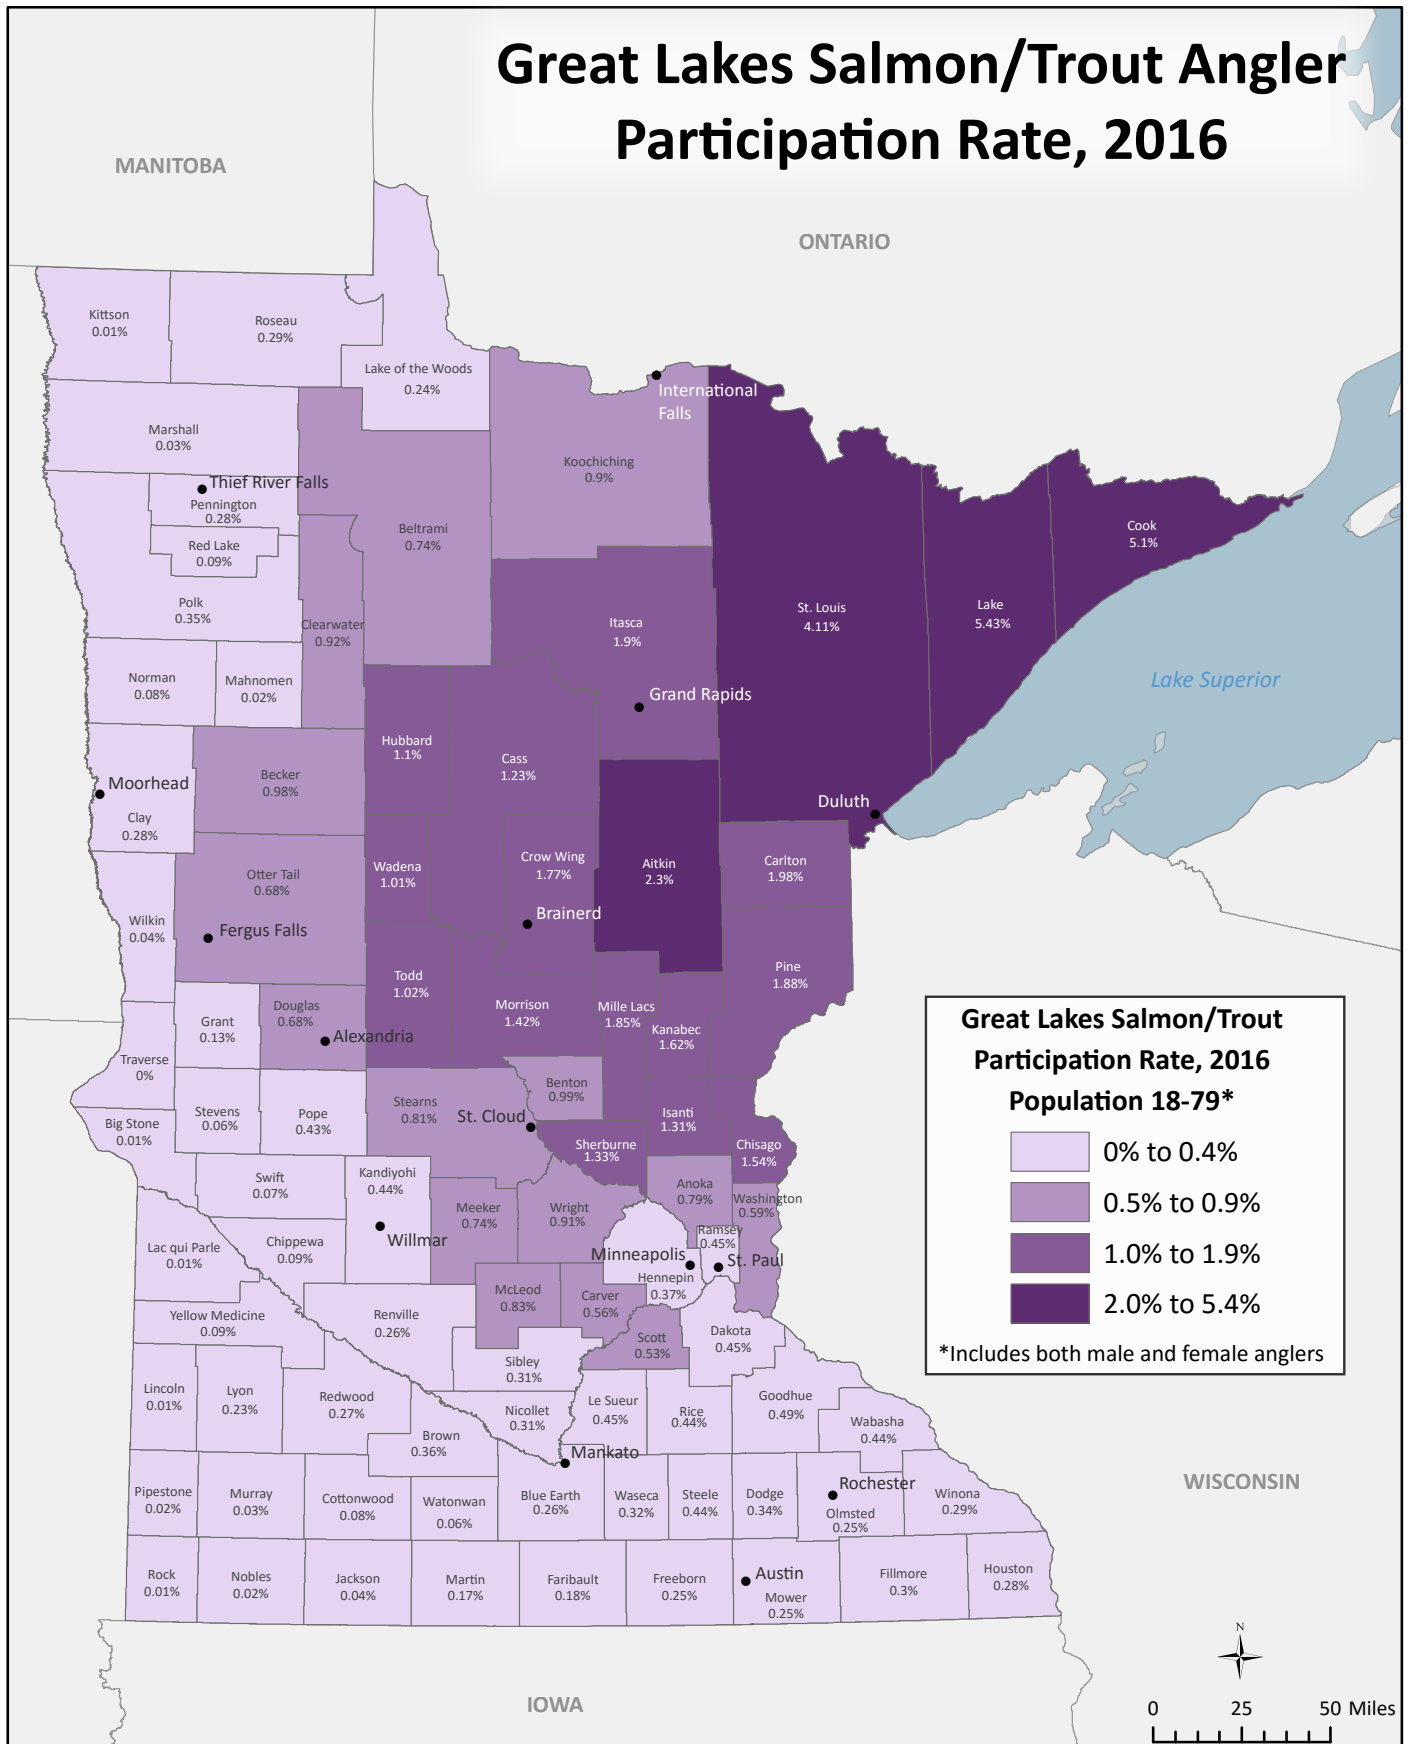 Great Lakes Salmon/Trout Angler
Participation Rate, 2016
MANITOBA
ONTARIO
Kittson
0.01%
Roseau
0.29%
Lake of the Woods
0.24%
International
Falls
Marshall
0.03%
Koochiching
0.9%
Thief River Falls
Pennington
0.28%
Beltrami
0.74%
Cook
5.1%
Red Lake
0.09%
Polk
0.35%
Clearwater
0.92%
Itasca
1.9%
St. Louis
4.11%
Lake
5.43%
Norman
0.08%
Mahnomen
0.02%
Grand Rapids
Lake Superior
Hubbard
1.1%
Cass
1.23%
Becker
0.98%
Moorhead
Clay
0.28%
Duluth
Otter Tail
0.68%
Wadena
1.01%
Crow Wing
1.77%
Aitkin
2.3%
Carlton
1.98%
Wilkin
0.04%
Fergus Falls
Brainerd
Todd
1.02%
Pine
1.88%
Grant
0.13%
Douglas
0.68%
Alexandria
Morrison
1.42%
Mille Lacs
1.85%
Kanabec
1.62%
Traverse
0%
Benton
0.99%
Stearns
0.81%
St. Cloud
Big Stone
0.01%
Stevens
0.06%
Pope
0.43%
Isanti
1.31%
Sherburne
1.33%
Chisago
1.54%
Swift
0.07%
Kandiyohi
0.44%
Willmar
Anoka
0.79%
Washington
0.59%
Meeker
0.74%
Wright
0.91%
Lac qui Parle
0.01%
Chippewa
0.09%
Ramsey
0.45%
Minneapolis
St. Paul
Hennepin
0.37%
McLeod
0.83%
Carver
0.56%
Yellow Medicine
0.09%
Renville
0.26%
Scott
0.53%
Dakota
0.45%
Sibley
0.31%
Lincoln
0.01%
Lyon
0.23%
Redwood
0.27%
Nicollet
0.31%
Le Sueur
0.45%
Rice
0.44%
Goodhue
0.49%
Wabasha
0.44%
Brown
0.36%
Mankato
Pipestone
0.02%
Murray
0.03%
Cottonwood
0.08%
Watonwan
0.06%
Blue Earth
0.26%
Waseca
0.32%
Steele
0.44%
Dodge
0.34%
Rochester
Olmsted
0.25%
Winona
0.29%
Rock
0.01%
Nobles
0.02%
Jackson
0.04%
Martin
0.17%
Faribault
0.18%
Freeborn
0.25%
Austin
Mower
0.25%
Fillmore
0.3%
Houston
0.28%
WISCONSIN
IOWA
Great Lakes Salmon/Trout
Participation Rate, 2016
Population 18-79*
0% to 0.4%
0.5% to 0.9%
1.0% to 1.9%
2.0% to 5.4%
*Includes both male and female anglers
N
0 25 50 Miles